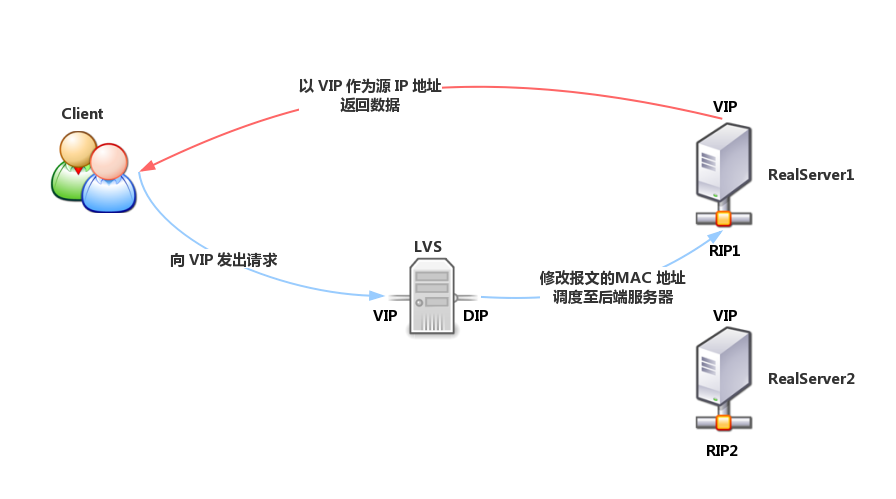 以 VIP 作为源 IP 地址
返回数据
VIP
Client
RealServer1
RIP1
向 VIP 发出请求
LVS
修改报文的MAC 地址
调度至后端服务器
VIP
DIP
VIP
RealServer2
RIP2